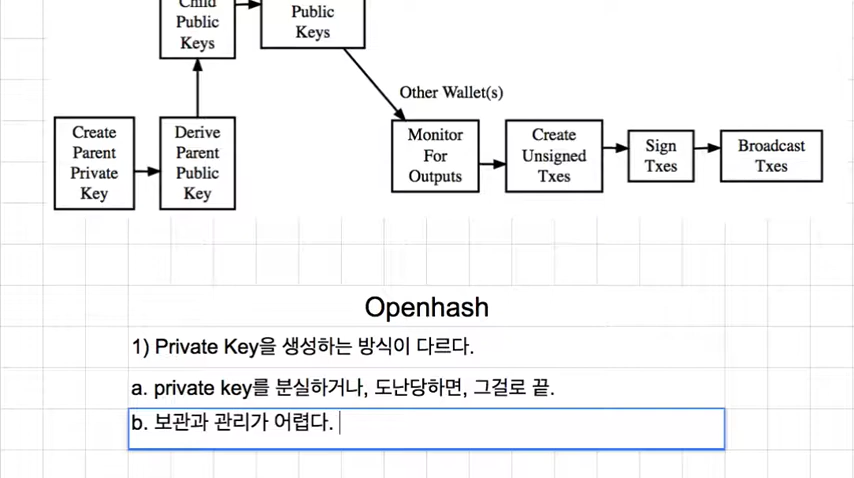 Child
Public
Keys
Public
Keys
Other Wallet(s)
Create
Parent
Private
Key
Derive
Parent
Public
Key
Monitor
For
Outputs
Create
Unsigned
Txes
Sign
Txes
Broadcast
Txes
Openhash
1) Private Key을 생성하는 방식이 다르다.
a. private key를 분실하거나, 도난당하면, 그걸로 끝.
b. 보관과 관리가 어렵다.